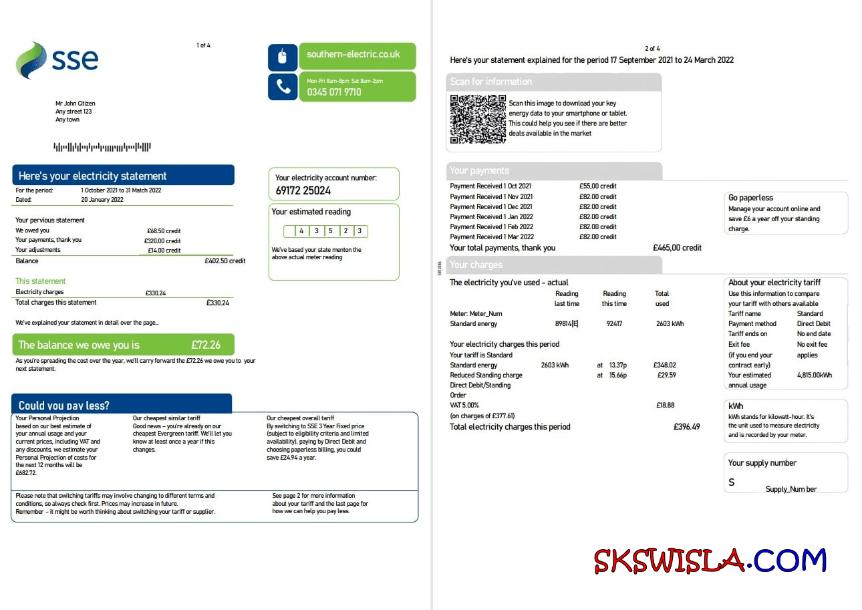 sse
1 of 4
southern-electric.co.uk
Mon-Fri 8am-8pm Sat 8am-2pm
0345 071 9710
Mr John Citizen
Any street 123
Any town
Here's your electricity statement
For the period: 1 October 2021 to 31 March 2022
Dated: 20 January 2022
Your pervious statement
We owed you £68.50 credit
Your payments, thank you £320.00 credit
Your adjustments £14.00 credit
Balance £402.50 credit
This statement
Electricity charges £330.24
Total charges this statement £330.24
We've explained your statement in detail over the page...
The balance we owe you is £72.26
As you're spreading the cost over the year, we'll carry forward the £72.26 we owe you to your
next statement.
Your electricity account number:
69172 25024
Your estimated reading
4 3 5 2 3
We've based your state menton the
above actual meter reading
Could you pay less?
Your Personal Projection
based on our best estimate of
your annual usage and your
current prices, including VAT and
any discounts, we estimate your
Personal Projection of costs for
the next 12 months will be
£682.72.
Our cheapest similar tariff
Good news – you're already on our
cheapest Evergreen tariff. We'll let you
know at least once a year if this
changes.
Our cheapest overall tariff
By switching to SSE 3 Year Fixed price
(subject to eligibility criteria and limited
availability), paying by Direct Debit and
choosing paperless billing, you could
save £24.94 a year.
Please note that switching tariffs may involve changing to different terms and
conditions, so always check first. Prices may increase in future.
Remember – it might be worth thinking about switching your tariff or supplier.
See page 2 for more information
about your tariff and the last page for
how we can help you pay less.
2 of 4
Here's your statement explained for the period 17 September 2021 to 24 March 2022
Scan for information
Scan this image to download your key
energy data to your smartphone or tablet.
This could help you see if there are better
deals available in the market
Your payments
Payment Received 1 Oct 2021 £55,00 credit
Payment Received 1 Nov 2021 £82.00 credit
Payment Received 1 Dec 2021 £82.00 credit
Payment Received 1 Jan 2022 £82.00 credit
Payment Received 1 Feb 2022 £82.00 credit
Payment Received 1 Mar 2022 £82.00 credit
Your total payments, thank you £465,00 credit
Go paperless
Manage your account online and
save £6 a year off your standing
charge.
Your charges
The electricity you've used - actual
Reading Reading Total
last time this time used
Meter: Meter_Num
Standard energy 89814[E] 92417 2603 kWh
Your electricity charges this period
Your tariff is Standard
Standard energy 2603 kWh at 13.37p £348.02
Reduced Standing charge at 15.66p £29.59
Direct Debit/Standing
Order
VAT 5.00% £18.88
(on charges of £377.61)
Total electricity charges this period £396.49
About your electricity tariff
Use this information to compare
your tariff with others available
Tariff name Standard
Payment method Direct Debit
Tariff ends on No end date
Exit fee No exit fee
(if you end your applies
contract early)
Your estimated 4,815.00kWh
annual usage
kWh
kWh stands for kilowatt-hour. It's
the unit used to measure electricity
and is recorded by your meter.
Your supply number
S
Supply_Number
SKSWISLA.COM